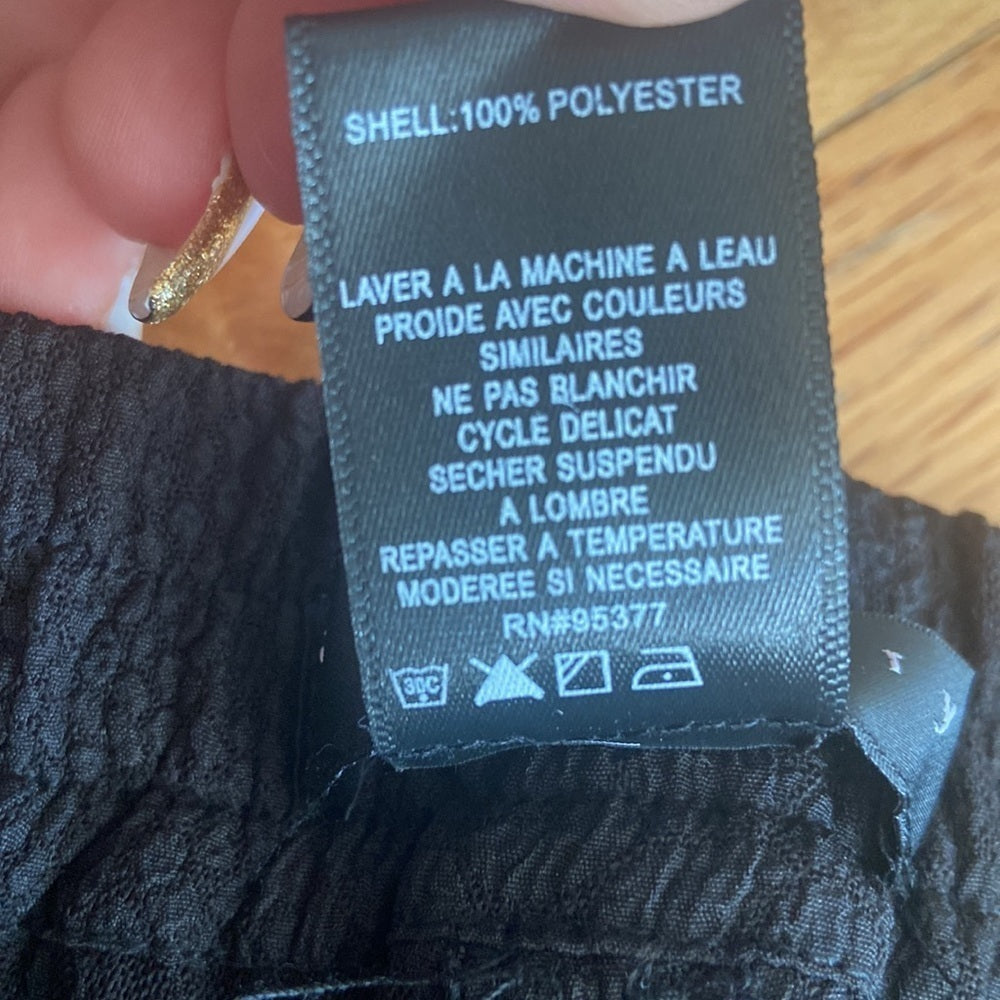 SHELL:100% POLYESTER
LAVER A LA MACHINE A LEAU
PROIDE AVEC COULEURS
SIMILAIRES
NE PAS BLANCHIR
CYCLE DELICAT
SECHER SUSPENDU
A LOMBRE
REPASSER A TEMPERATURE
MODEREE SI NECESSAIRE
RN#95377
30C